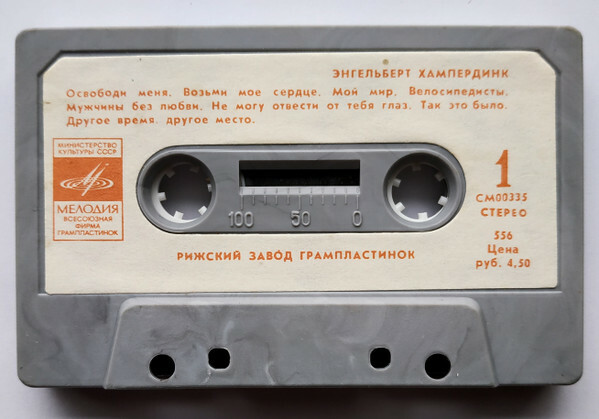 ЭНГЕЛЬБЕРТ ХАМПЕРДИНК
Освободи меня. Возьми мое сердце. Мой мир. Велосипедисты.
Мужчины без любви. Не могу отвести от тебя глаз. Так это было.
Другое время, другое место.
МИНИСТЕРСТВО
КУЛЬТУРЫ СССР
МЕЛОДИЯ
ВСЕСОЮЗНАЯ
ФИРМА
ГРАМПЛАСТИНОК
100 50 0
1
СМ00335
СТЕРЕО
556
Цена
руб. 4,50
РИЖСКИЙ ЗАВОД ГРАМПЛАСТИНОК